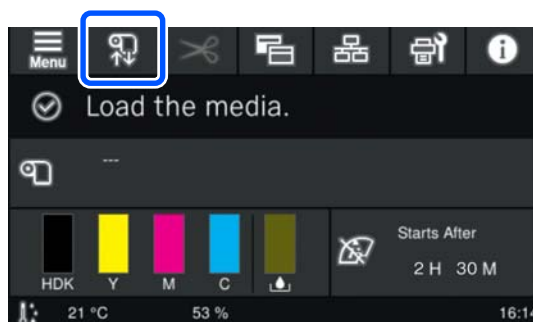 Menu
Load the media.
---
Starts After
2 H 30 M
HDK Y M C
21 °C 53 % 16:14